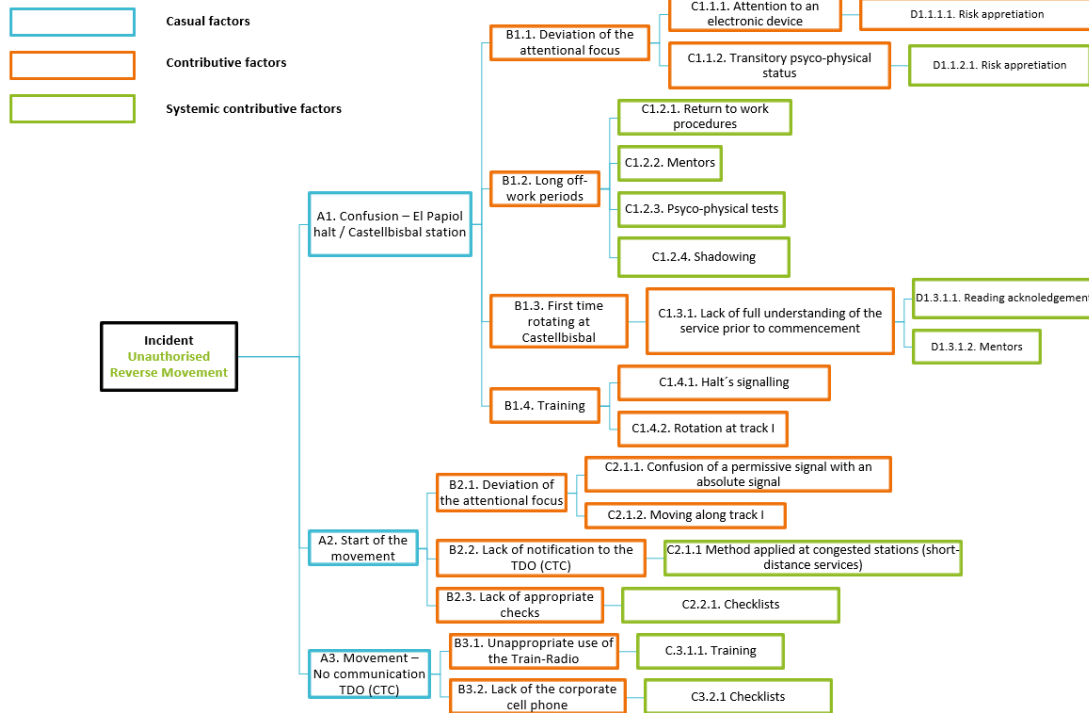 Casual factors
Contributive factors
Systemic contributive factors
Incident
Unauthorised
Reverse Movement
A1. Confusion – El Papiol
halt / Castellbisbal station
B1.1. Deviation of the
attentional focus
C1.1.1. Attention to an
electronic device
D1.1.1.1. Risk appretiation
C1.1.2. Transitory psyco-physical
status
D1.1.2.1. Risk appretiation
B1.2. Long off-
work periods
C1.2.1. Return to work
procedures
C1.2.2. Mentors
C1.2.3. Psyco-physical tests
C1.2.4. Shadowing
B1.3. First time
rotating at
Castellbisbal
C1.3.1. Lack of full understanding of the
service prior to commencement
D1.3.1.1. Reading acknoledgement
D1.3.1.2. Mentors
B1.4. Training
C1.4.1. Halt´s signalling
C1.4.2. Rotation at track I
A2. Start of the
movement
B2.1. Deviation of
the attentional focus
C2.1.1. Confusion of a permissive signal with an
absolute signal
C2.1.2. Moving along track I
B2.2. Lack of notification to the
TDO (CTC)
C2.1.1 Method applied at congested stations (short-
distance services)
B2.3. Lack of appropriate
checks
C2.2.1. Checklists
A3. Movement –
No communication
TDO (CTC)
B3.1. Unappropriate use of
the Train-Radio
C.3.1.1. Training
B3.2. Lack of the corporate
cell phone
C3.2.1 Checklists